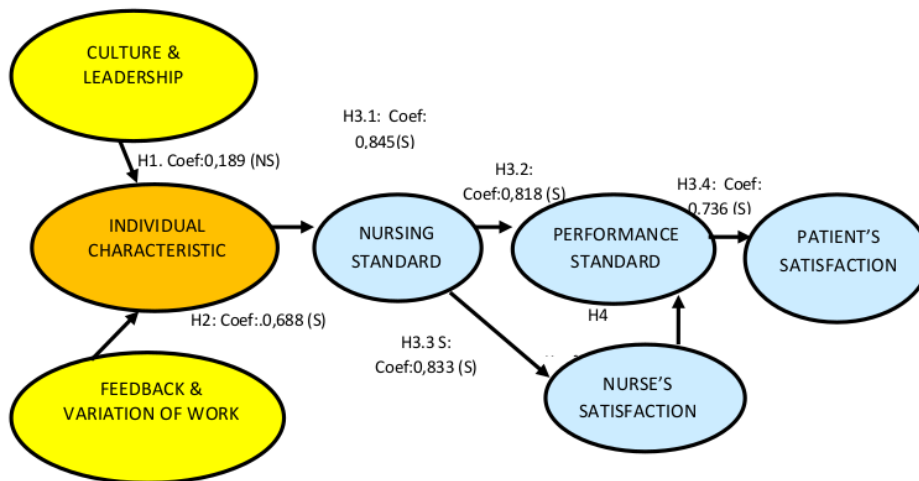 CULTURE &
LEADERSHIP
H1. Coef:0,189 (NS)
H3.1: Coef:
0,845(S)
H3.2:
Coef:0,818 (S)
H3.4: Coef:
0.736 (S)
INDIVIDUAL
CHARACTERISTIC
NURSING
STANDARD
PERFORMANCE
STANDARD
PATIENT'S
SATISFACTION
H2: Coef:.0,688 (S)
H3.3 S:
Coef:0,833 (S)
H4
FEEDBACK &
VARIATION OF WORK
NURSE'S
SATISFACTION